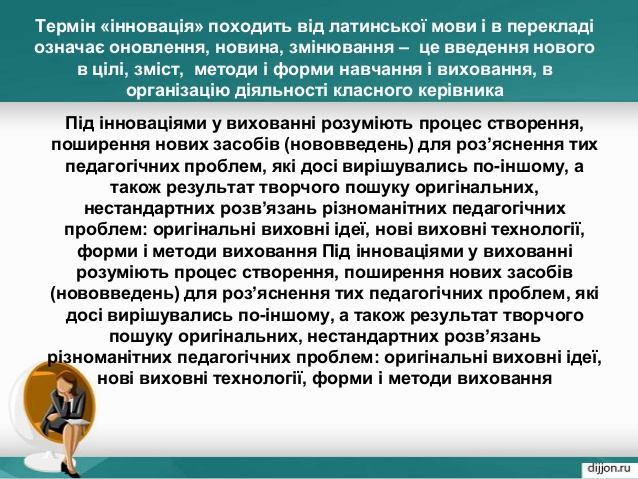 Термін «інновація» походить від латинської мови і в перекладі
означає оновлення, новина, змінювання – це введення нового
в цілі, зміст, методи і форми навчання і виховання, в
організацію діяльності класного керівника
Під інноваціями у вихованні розуміють процес створення,
поширення нових засобів (нововведень) для роз’яснення тих
педагогічних проблем, які досі вирішувались по-іншому, а
також результат творчого пошуку оригінальних,
нестандартних розв’язань різноманітних педагогічних
проблем: оригінальні виховні ідеї, нові виховні технології,
форми і методи виховання Під інноваціями у вихованні
розуміють процес створення, поширення нових засобів
(нововведень) для роз’яснення тих педагогічних проблем, які
досі вирішувались по-іншому, а також результат творчого
пошуку оригінальних, нестандартних розв’язань
різноманітних педагогічних проблем: оригінальні виховні ідеї,
нові виховні технології, форми і методи виховання
dijjon.ru